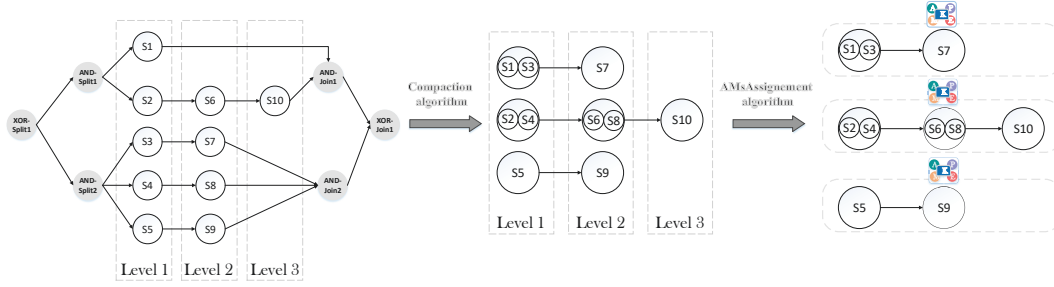 XOR-
Split1
AND-
Split1
AND-
Split2
S1
S2
S6
S10
S3
S7
S4
S8
S5
S9
AND-
Join1
AND-
Join2
XOR-
Join1
Level 1
Level 2
Level 3
Compaction
algorithm
S1
S3
S7
S2
S4
S6
S8
S10
S5
S9
Level 1
Level 2
Level 3
AMsAssignement
algorithm
S1
S3
S7
S2
S4
S6
S8
S10
S5
S9